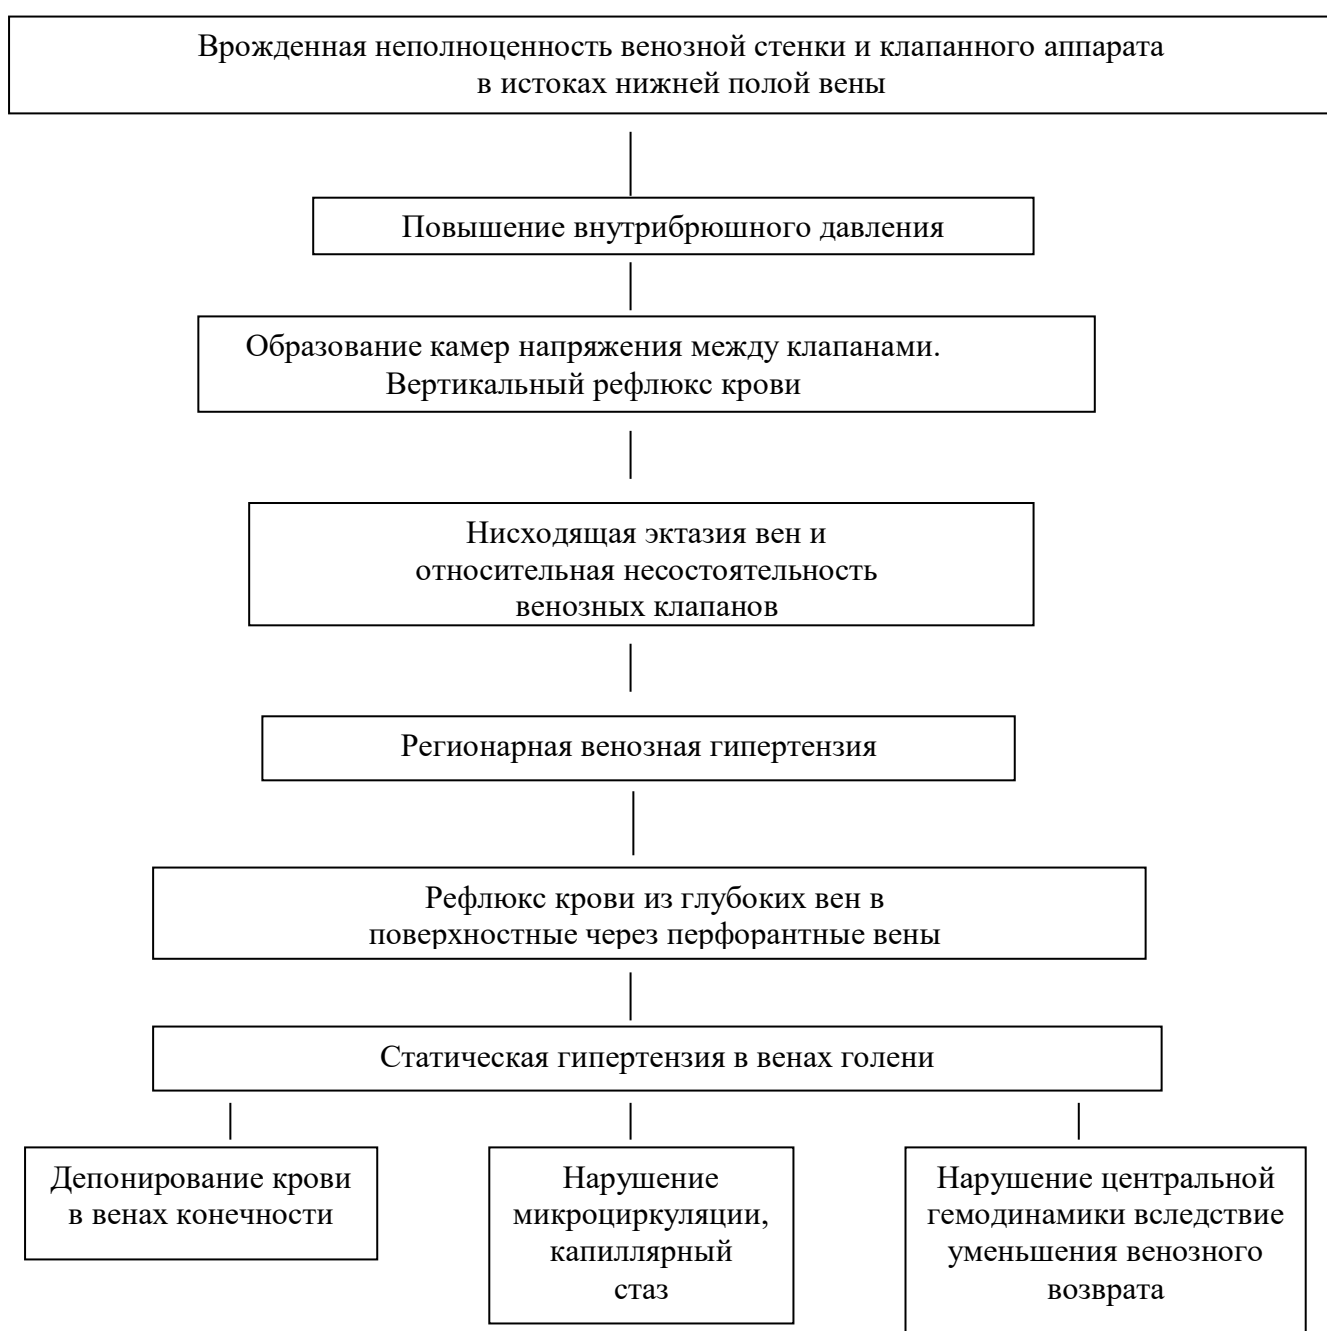 Врожденная неполноценность венозной стенки и клапанного аппарата
в истоках нижней полой вены
Повышение внутрибрюшного давления
Образование камер напряжения между клапанами.
Вертикальный рефлюкс крови
Нисходящая эктазия вен и
относительная несостоятельность
венозных клапанов
Регионарная венозная гипертензия
Рефлюкс крови из глубоких вен в
поверхностные через перфорантные вены
Статическая гипертензия в венах голени
Депонирование крови
в венах конечности
Нарушение
микроциркуляции,
капиллярный
стаз
Нарушение центральной
гемодинамики вследствие
уменьшения венозного
возврата